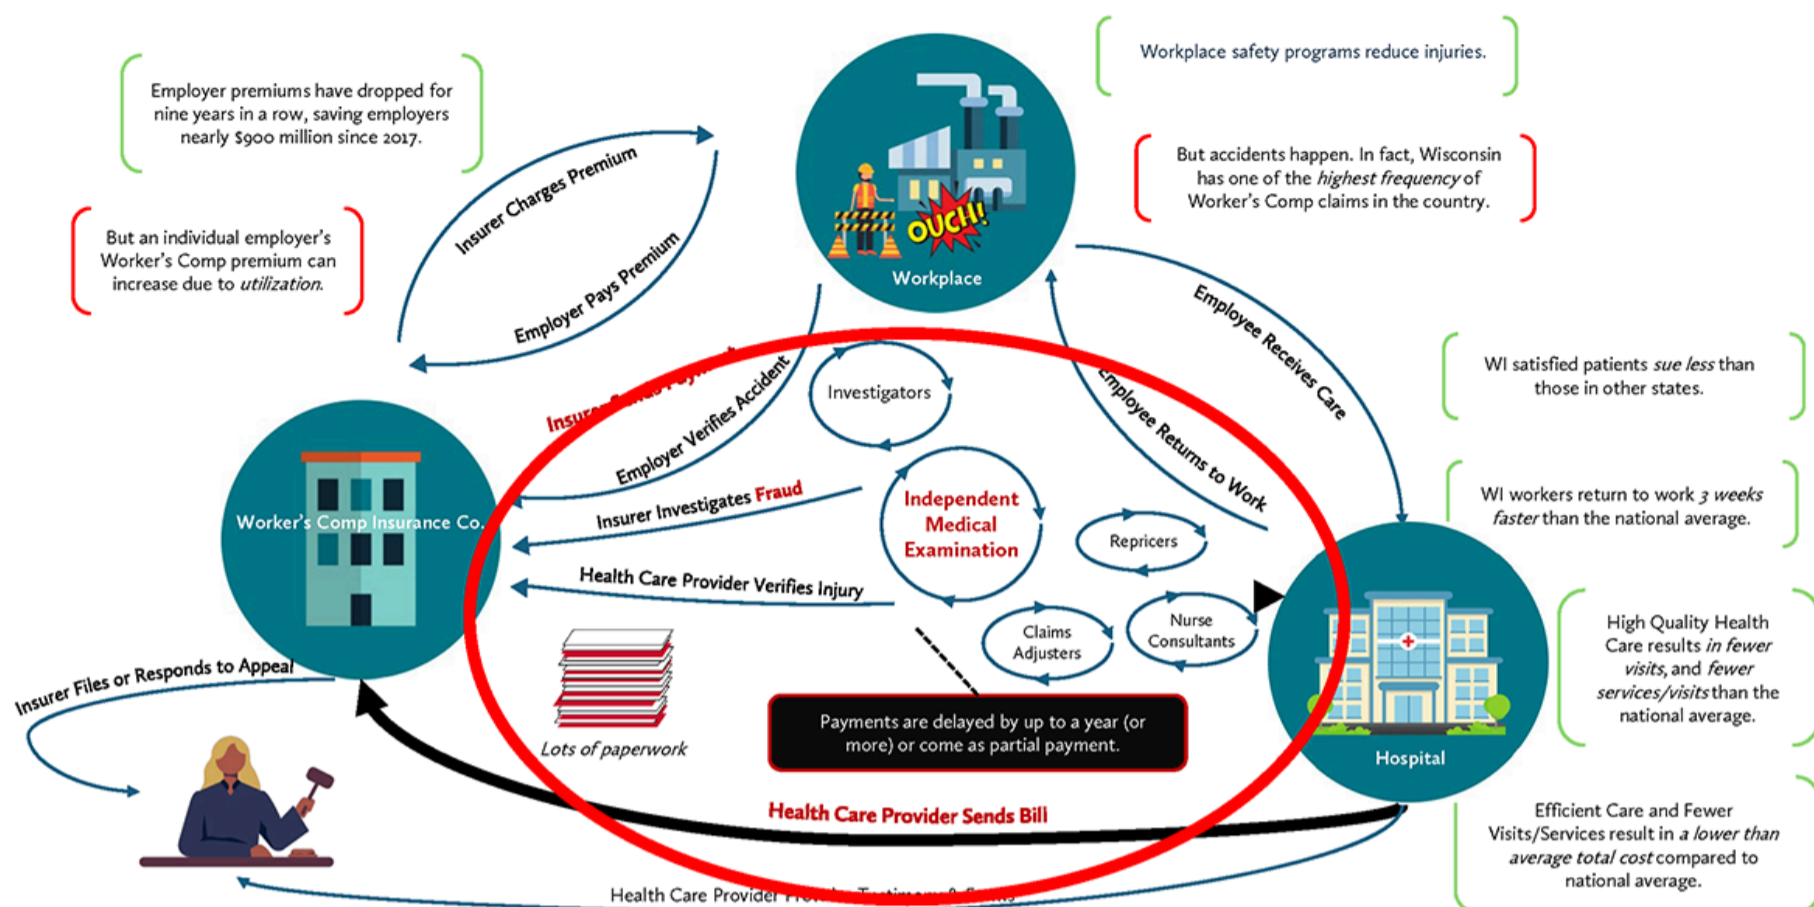 Employer premiums have dropped for
nine years in a row, saving employers
nearly $900 million since 2017.
But an individual employer's
Worker's Comp premium can
increase due to utilization.
Insurer Charges Premium
Employer Pays Premium
OUCH!
Workplace
Workplace safety programs reduce injuries.
But accidents happen. In fact, Wisconsin
has one of the highest frequency of
Worker's Comp claims in the country.
Employee Receives Care
Employee Returns to Work
WI satisfied patients sue less than
those in other states.
WI workers return to work 3 weeks
faster than the national average.
High Quality Health
Care results in fewer
visits, and fewer
services/visits than the
national average.
Efficient Care and Fewer
Visits/Services result in a lower than
average total cost compared to
national average.
Insurer
Employer Verifies Accident
Insurer Investigates Fraud
Health Care Provider Verifies Injury
Investigators
Independent
Medical
Examination
Repricers
Claims
Adjusters
Nurse
Consultants
Worker's Comp Insurance Co.
Lots of paperwork
Payments are delayed by up to a year (or
more) or come as partial payment.
Hospital
Insurer Files or Responds to Appeal
Health Care Provider Sends Bill
Health Care Provider